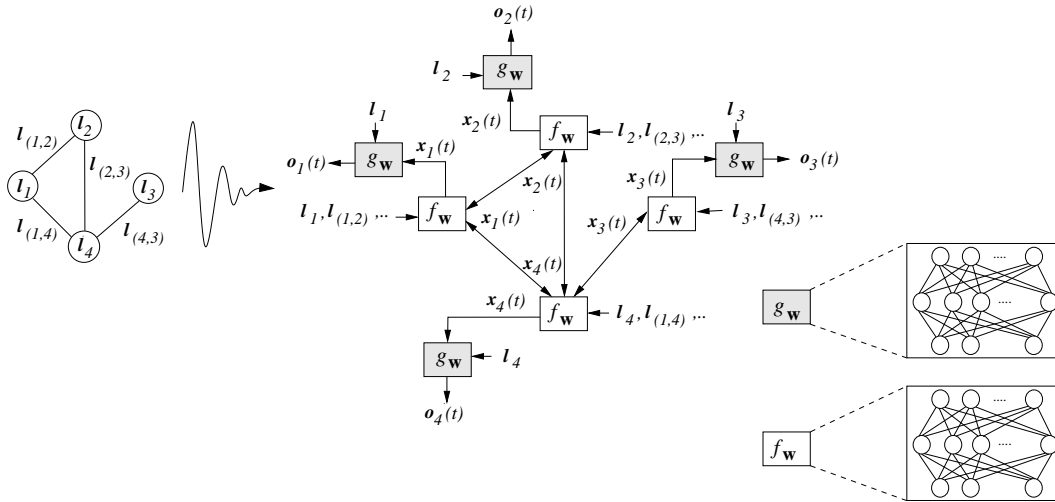 l_2
l_(1,2)
l_(2,3)
l_1
l_3
l_(1,4)
l_(4,3)
l_4
o_2(t)
l_2
g_w
x_2(t)
f_w
l_2, l_(2,3) ,..
l_1
x_1(t)
o_1(t)
g_w
l_1, l_(1,2) ,..
f_w
x_2(t)
x_1(t)
l_3
g_w
o_3(t)
x_3(t)
x_3(t)
f_w
l_3, l_(4,3) ,..
x_4(t)
x_4(t)
f_w
l_4, l_(1,4) ,..
g_w
l_4
o_4(t)
g_w
....
....
....
f_w
....
....
....